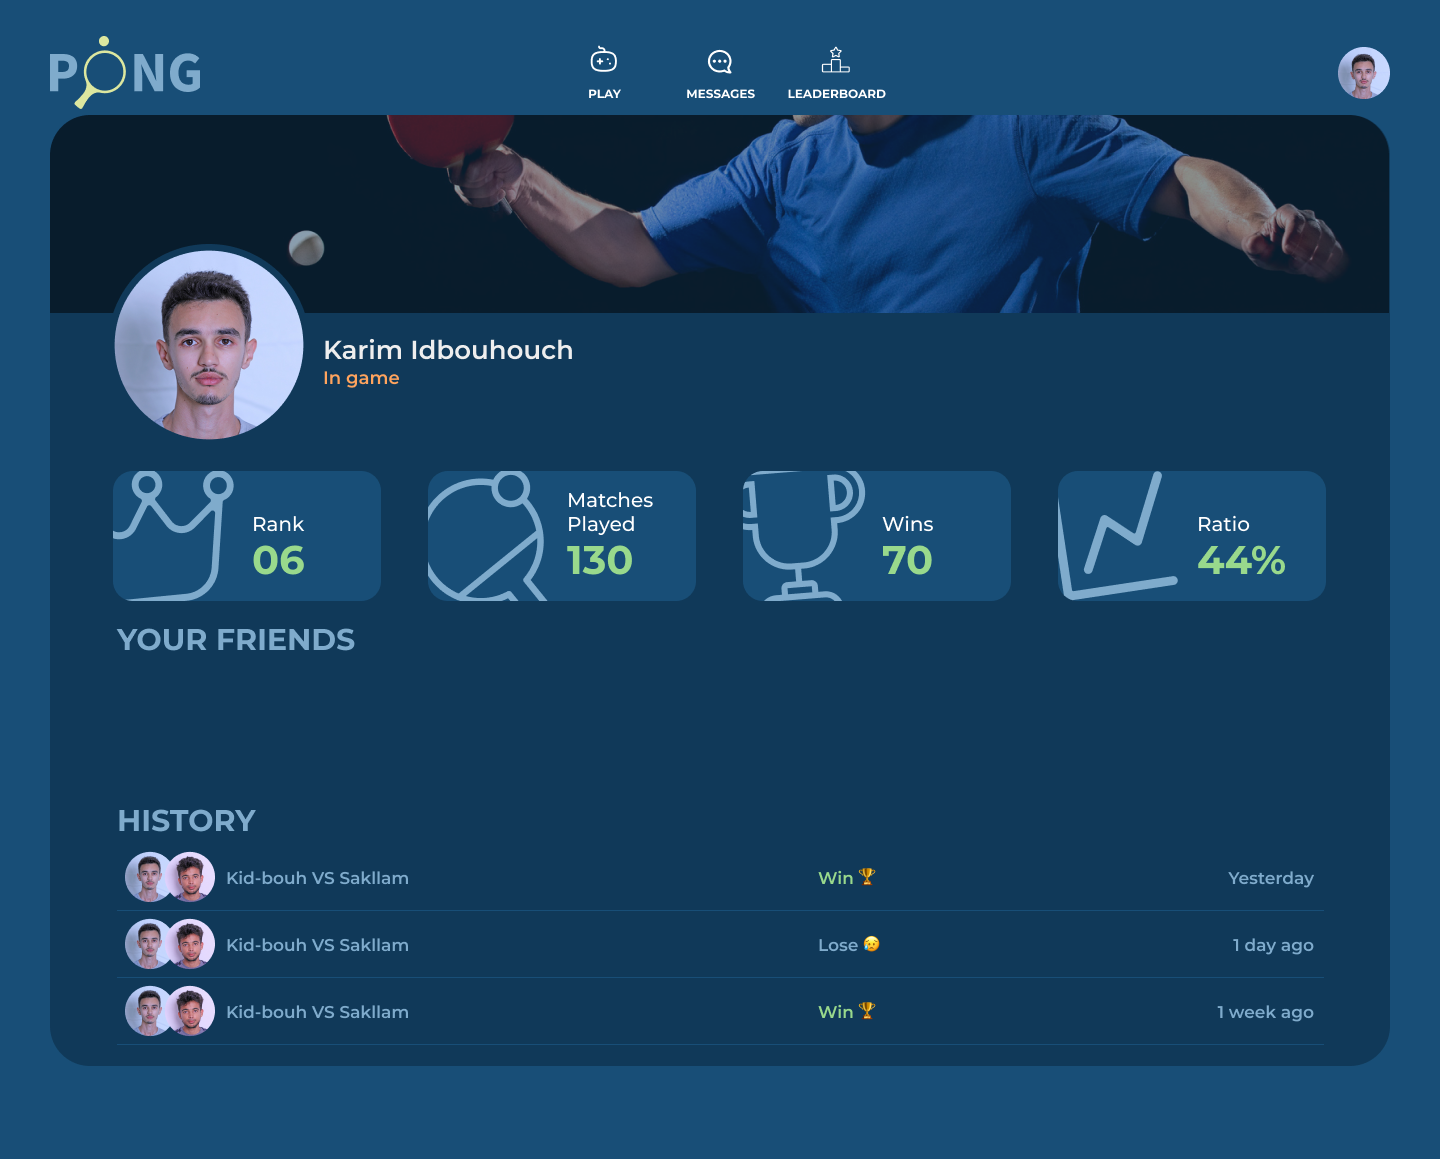 PONG
PLAY
MESSAGES
LEADERBOARD
Karim Idbouhouch
In game
Rank
06
Matches
Played
130
Wins
70
Ratio
44%
YOUR FRIENDS
HISTORY
Kid-bouh VS Sakllam Win 🏆 Yesterday
Kid-bouh VS Sakllam Lose 😥 1 day ago
Kid-bouh VS Sakllam Win 🏆 1 week ago